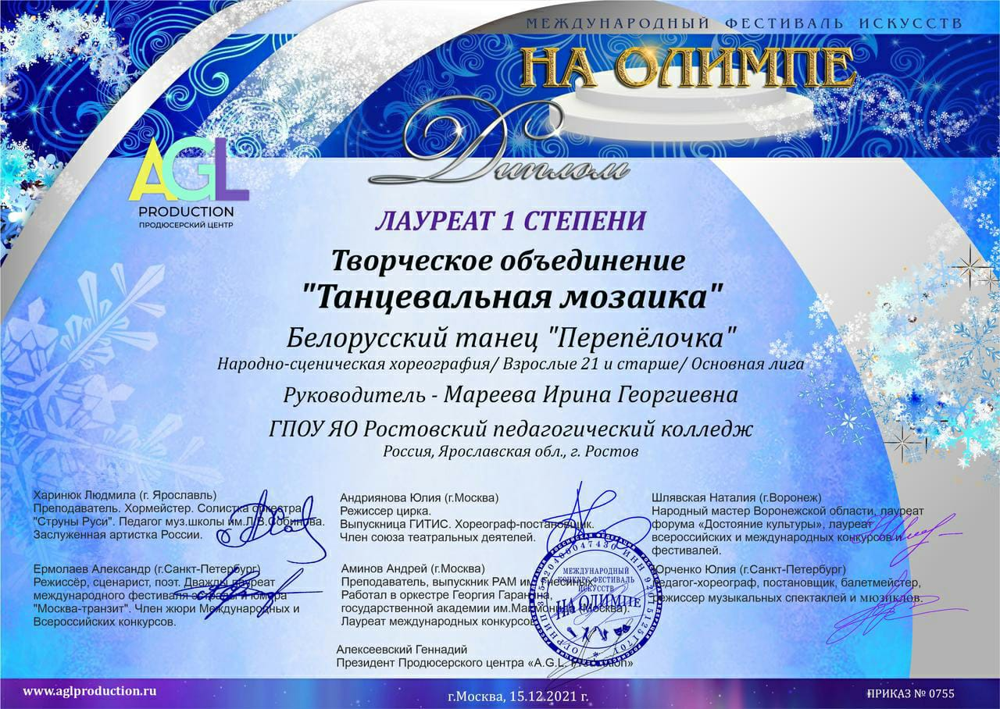 МЕЖДУНАРОДНЫЙ ФЕСТИВАЛЬ ИСКУССТВ
НА ОЛИМПЕ
Диплом
AGL
PRODUCTION
ПРОДЮСЕРСКИЙ ЦЕНТР
ЛАУРЕАТ 1 СТЕПЕНИ
Творческое объединение
"Танцевальная мозаика"
Белорусский танец "Перепёлочка"
Народно-сценическая хореография/ Взрослые 21 и старше/ Основная лига
Руководитель - Мареева Ирина Георгиевна
ГПОУ ЯО Ростовский педагогический колледж
Россия, Ярославская обл., г. Ростов
Харинюк Людмила (г. Ярославль)
Преподаватель. Хормейстер. Солистка оркестра
"Струны Руси". Педагог муз.школы им.Л.В.Собинова.
Заслуженная артистка России.
Андриянова Юлия (г.Москва)
Режиссер цирка.
Выпускница ГИТИС. Хореограф-постановщик.
Член союза театральных деятелей.
Шлявская Наталия (г.Воронеж)
Народный мастер Воронежской области, лауреат
форума «Достояние культуры», лауреат
всероссийских и международных конкурсов и
фестивалей.
Ермолаев Александр (г.Санкт-Петербург)
Режиссёр, сценарист, поэт. Дважды лауреат
международного фестиваля эстрады и юмора
"Москва-транзит". Член жюри Международных и
Всероссийских конкурсов.
Аминов Андрей (г.Москва)
Преподаватель, выпускник РАМ им. Гнесиных.
Работал в оркестре Георгия Гараняна,
государственной академии им.Маймонида (Москва).
Лауреат международных конкурсов
Юрченко Юлия (г.Санкт-Петербург)
Педагог-хореограф, постановщик, балетмейстер,
режиссер музыкальных спектаклей и мюзиклов.
МЕЖДУНАРОДНЫЙ
КОНКУРС-ФЕСТИВАЛЬ
ИСКУССТВ
НА ОЛИМПЕ
Алексеевский Геннадий
Президент Продюсерского центра «A.G.L. Production»
www.aglproduction.ru
г.Москва, 15.12.2021 г.
ПРИКАЗ № 0755